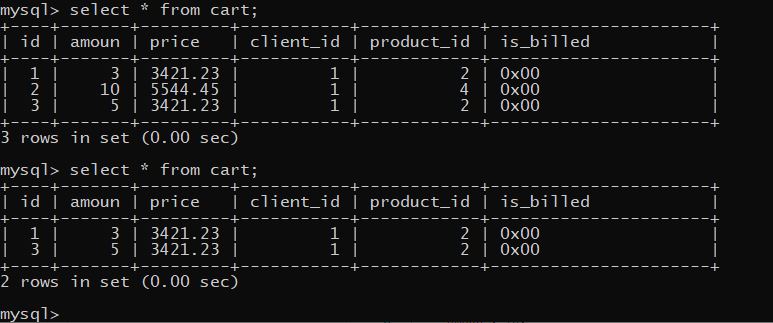 mysql> select * from cart;
+----+-------+---------+-----------+------------+----------------------+
| id | amoun | price   | client_id | product_id | is_billed            |
+----+-------+---------+-----------+------------+----------------------+
|  1 |     3 | 3421.23 |         1 |          2 | 0x00                 |
|  2 |    10 | 5544.45 |         1 |          4 | 0x00                 |
|  3 |     5 | 3421.23 |         1 |          2 | 0x00                 |
+----+-------+---------+-----------+------------+----------------------+
3 rows in set (0.00 sec)
mysql> select * from cart;
+----+-------+---------+-----------+------------+----------------------+
| id | amoun | price   | client_id | product_id | is_billed            |
+----+-------+---------+-----------+------------+----------------------+
|  1 |     3 | 3421.23 |         1 |          2 | 0x00                 |
|  3 |     5 | 3421.23 |         1 |          2 | 0x00                 |
+----+-------+---------+-----------+------------+----------------------+
2 rows in set (0.00 sec)
mysql>